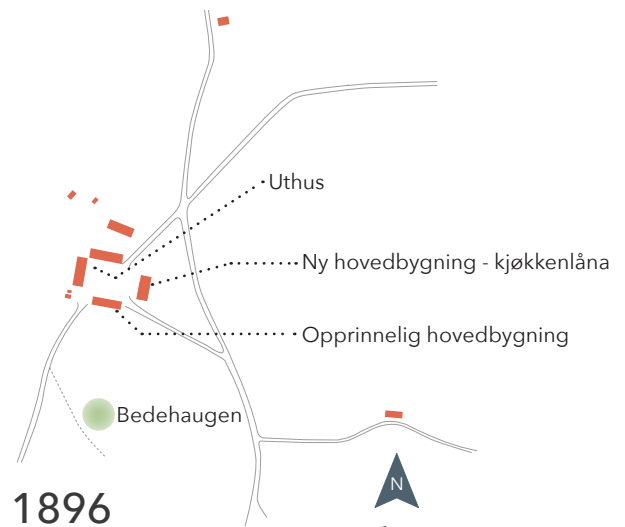 Uthus
Ny hovedbygning - kjøkkenlåna
Opprinnelig hovedbygning
Bedehaugen
N
1896